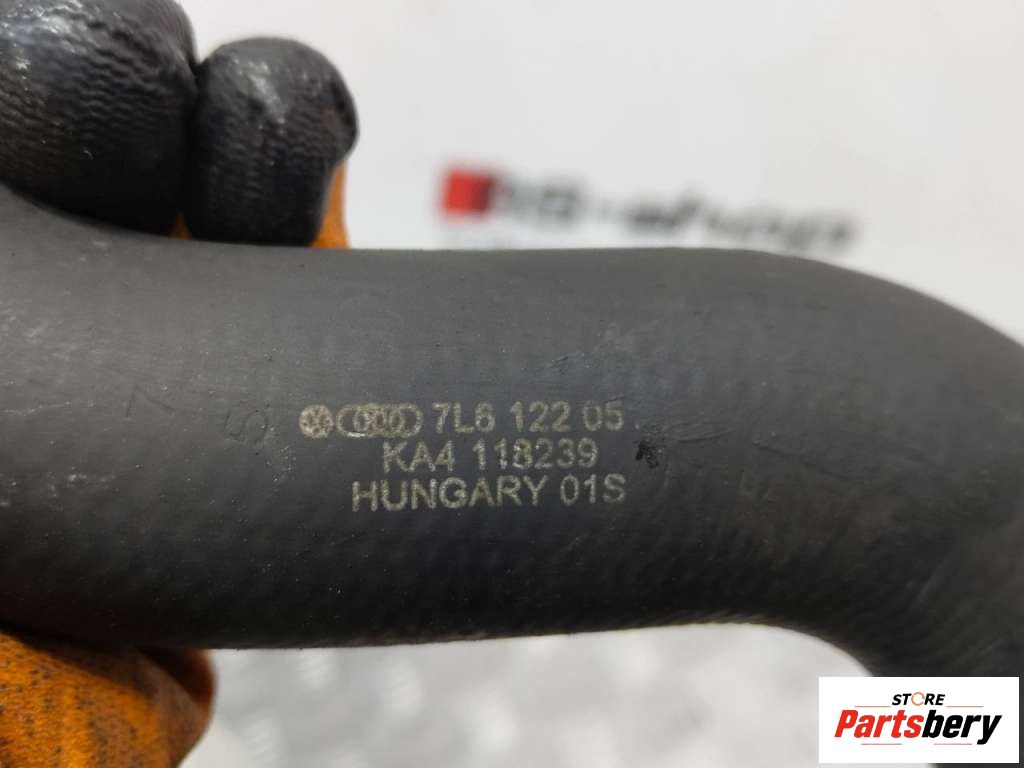 7L6 122 05
KA4 118239
HUNGARY 01S
STORE
Partsbery